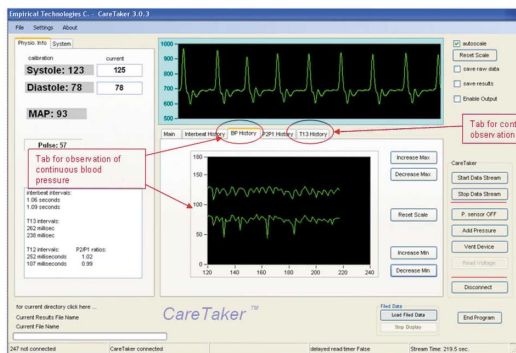 Empirical Technologies C. - CareTaker 3.0.3
File Settings About
Physio. Info System
calibration current
Systole: 123 125
Diastole: 78 78
MAP: 93
Pulse: 57
Tab for observation of
continuous blood
pressure
interbeat intervals:
1.06 seconds
1.09 seconds
T13 intervals:
262 millisec
238 millisec
T12 intervals: P2/P1 ratios:
252 milliseconds 1.02
107 milliseconds 0.99
1000
900
800
700
600
500
Main Interbeat History BP History P2P1 History T13 History
180
150
100
50
0
120 140 160 180 200 220 240
Increase Max
Decrease Max
Reset Scale
Increase Min
Decrease Min
autoscale
Reset Scale
save raw data
save results
Enable Output
Tab for cont
obsevation
CareTaker
Start Data Stream
Stop Data Stream
P. sensor OFF
Add Pressure
Vent Device
Read Voltage
Disconnect
for current directory click here ...
Current Results File Name
Current File Name
CareTaker ™
Filed Data
Load Filed Data
Stop Display
End Program
247 not connected CareTaker connected delayed read timer False Stream Time: 219.5 sec.